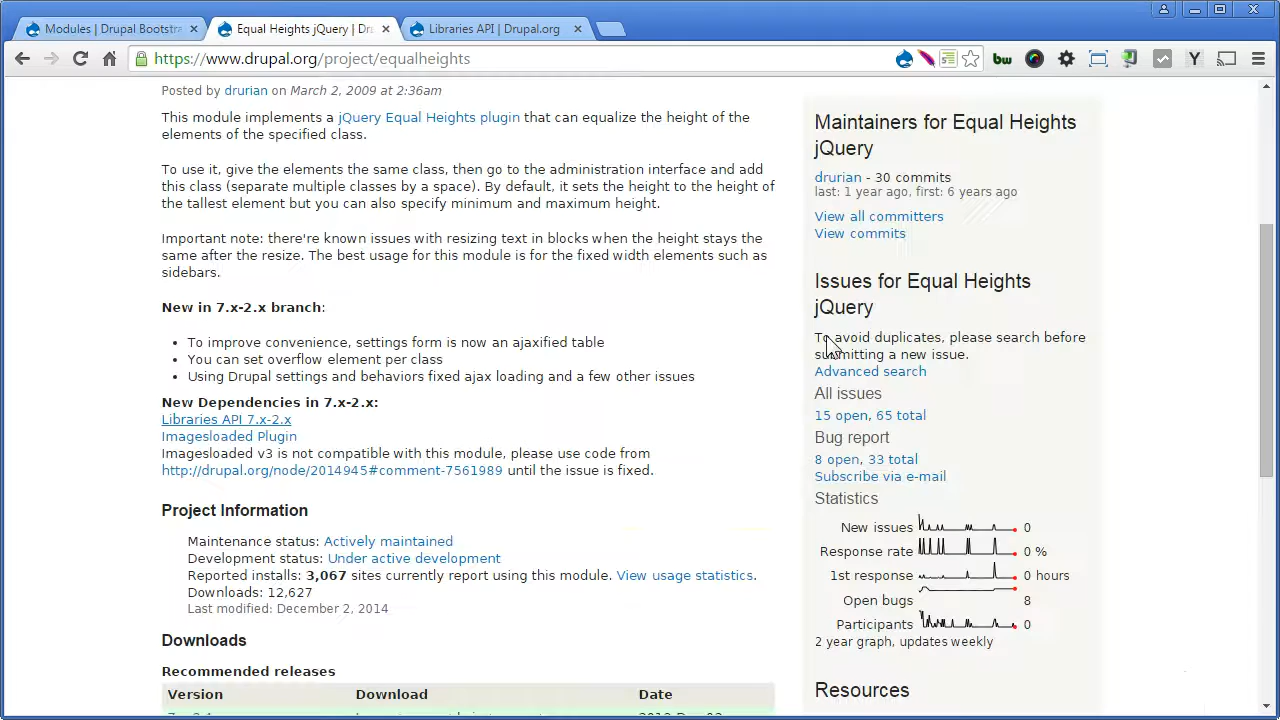 Modules | Drupal Bootstra
Equal Heights jQuery | Dr
Libraries API | Drupal.org
https://www.drupal.org/project/equalheights
bw
Y
Posted by drurian on March 2, 2009 at 2:36am
This module implements a jQuery Equal Heights plugin that can equalize the height of the
elements of the specified class.
To use it, give the elements the same class, then go to the administration interface and add
this class (separate multiple classes by a space). By default, it sets the height to the height of
the tallest element but you can also specify minimum and maximum height.
Important note: there're known issues with resizing text in blocks when the height stays the
same after the resize. The best usage for this module is for the fixed width elements such as
sidebars.
New in 7.x-2.x branch:
• To improve convenience, settings form is now an ajaxified table
• You can set overflow element per class
• Using Drupal settings and behaviors fixed ajax loading and a few other issues
New Dependencies in 7.x-2.x:
Libraries API 7.x-2.x
Imagesloaded Plugin
Imagesloaded v3 is not compatible with this module, please use code from
http://drupal.org/node/2014945#comment-7561989 until the issue is fixed.
Project Information
Maintenance status: Actively maintained
Development status: Under active development
Reported installs: 3,067 sites currently report using this module. View usage statistics.
Downloads: 12,627
Last modified: December 2, 2014
Downloads
Recommended releases
Version Download Date
Maintainers for Equal Heights
jQuery
drurian - 30 commits
last: 1 year ago, first: 6 years ago
View all committers
View commits
Issues for Equal Heights
jQuery
To avoid duplicates, please search before
submitting a new issue.
Advanced search
All issues
15 open, 65 total
Bug report
8 open, 33 total
Subscribe via e-mail
Statistics
New issues 0
Response rate 0 %
1st response 0 hours
Open bugs 8
Participants 0
2 year graph, updates weekly
Resources